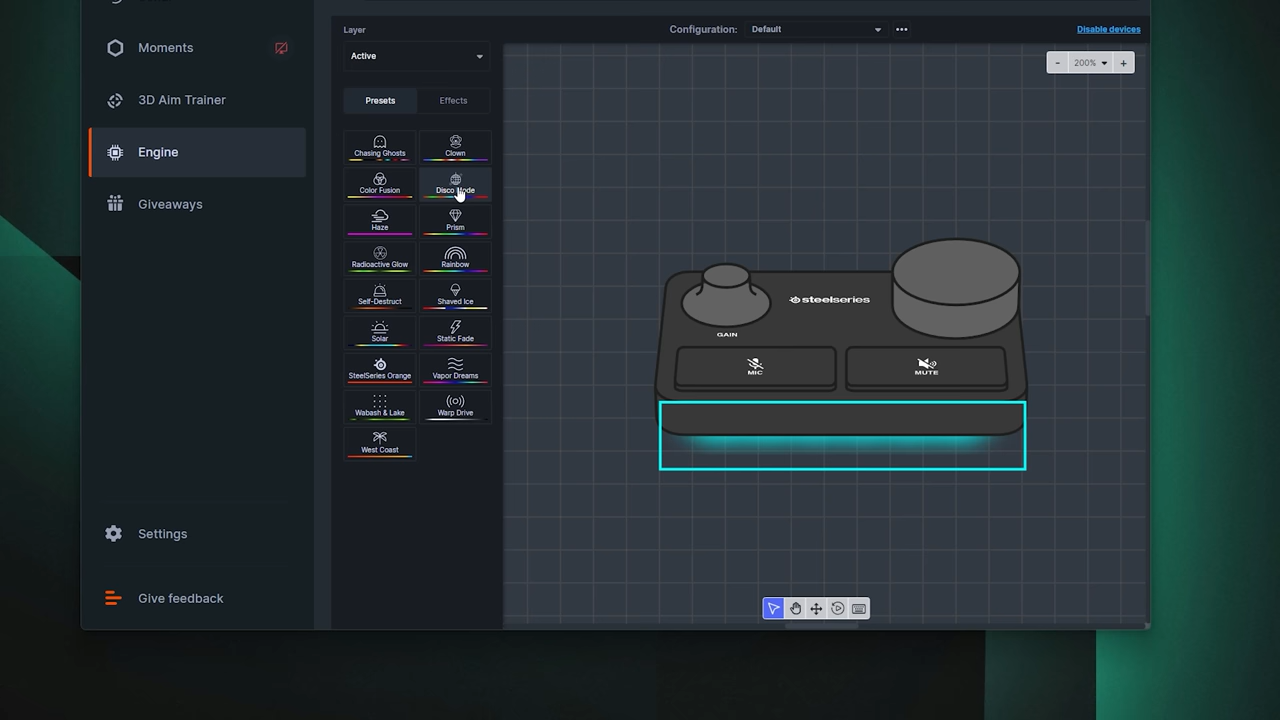 Layer
Configuration: Default
Disable devices
Moments
Active
200%
3D Aim Trainer
Presets
Effects
Engine
Chasing Ghosts
Clown
Color Fusion
Disco Mode
Giveaways
Haze
Prism
Radioactive Glow
Rainbow
Self-Destruct
Shaved Ice
steelseries
Solar
Static Fade
GAIN
SteelSeries Orange
Vapor Dreams
MIC
MUTE
Wabash & Lake
Warp Drive
West Coast
Settings
Give feedback